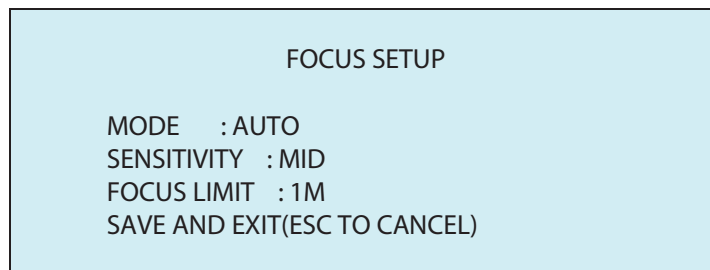 FOCUS SETUP
MODE : AUTO
SENSITIVITY : MID
FOCUS LIMIT : 1M
SAVE AND EXIT(ESC TO CANCEL)